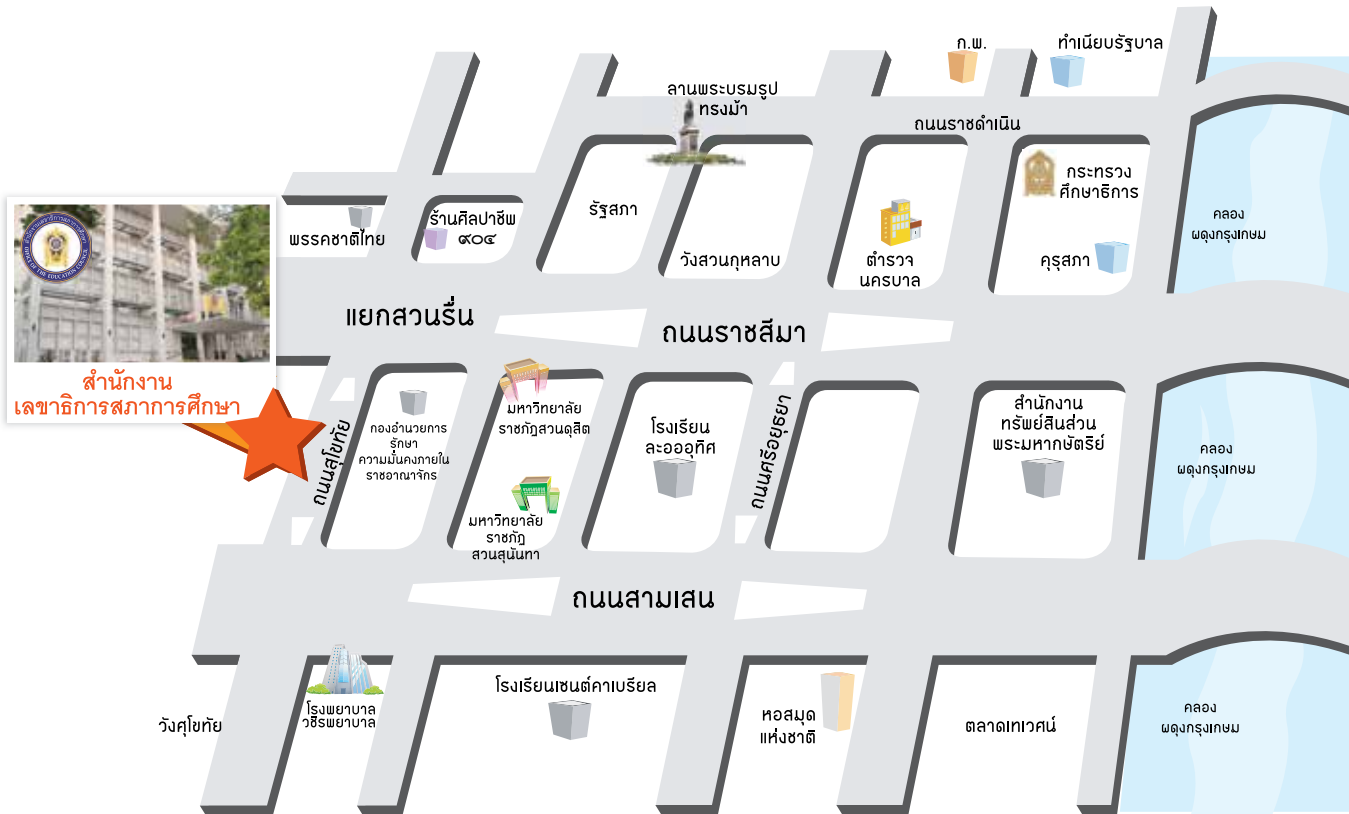 ก.พ.
ทำเนียบรัฐบาล
ลานพระบรมรูป
ทรงม้า
ถนนราชดำเนิน
กระทรวง
ศึกษาธิการ
รัฐสภา
ร้านศิลปาชีพ
๙๐๔
พรรคชาติไทย
วังสวนกุหลาบ
ตำรวจ
นครบาล
คุรุสภา
คลอง
ผดุงกรุงเกษม
OFFICE OF THE EDUCATION COUNCIL
แยกสวนรื่น
ถนนราชสีมา
สำนักงาน
เลขาธิการสภาการศึกษา
ถนนสุโขทัย
กองอำนวยการ
รักษา
ความมั่นคงภายใน
ราชอาณาจักร
มหาวิทยาลัย
ราชภัฏสวนดุสิต
มหาวิทยาลัย
ราชภัฏ
สวนสุนันทา
โรงเรียน
ละอออุทิศ
ถนนศรีอยุธยา
สำนักงาน
ทรัพย์สินส่วน
พระมหากษัตริย์
คลอง
ผดุงกรุงเกษม
ถนนสามเสน
วังศุโขทัย
โรงพยาบาล
วชิรพยาบาล
โรงเรียนเซนต์คาเบรียล
หอสมุด
แห่งชาติ
ตลาดเทเวศน์
คลอง
ผดุงกรุงเกษม